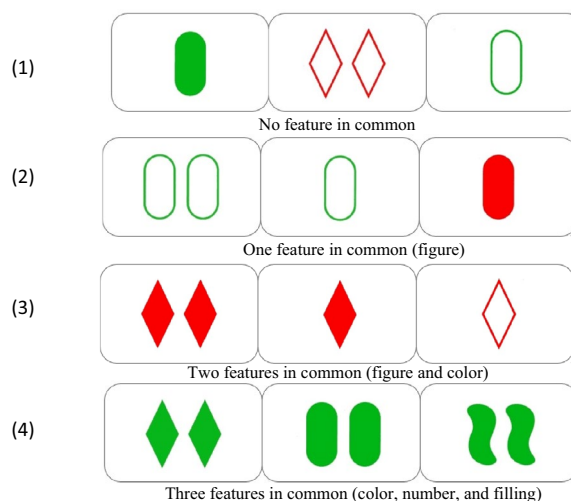 (1)
No feature in common
(2)
One feature in common (figure)
(3)
Two features in common (figure and color)
(4)
Three features in common (color, number, and filling)